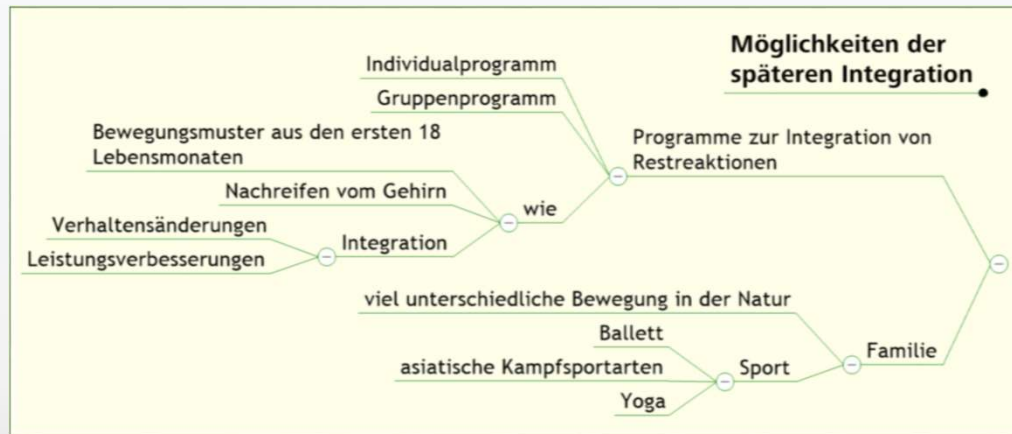 Möglichkeiten der
späteren Integration
Individualprogramm
Gruppenprogramm
Programme zur Integration von
Restreaktionen
Bewegungsmuster aus den ersten 18
Lebensmonaten
Nachreifen vom Gehirn
wie
Verhaltensänderungen
Integration
Leistungsverbesserungen
viel unterschiedliche Bewegung in der Natur
Ballett
Familie
asiatische Kampfsportarten
Sport
Yoga